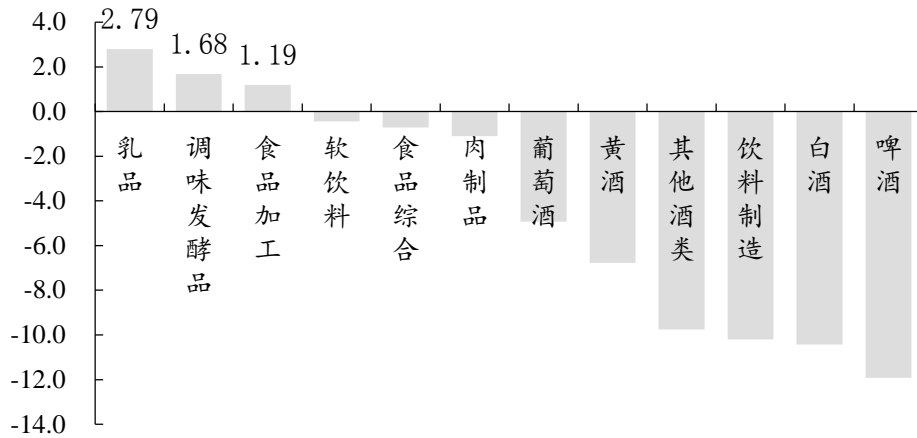 4.0
2.0
0.0
-2.0
-4.0
-6.0
-8.0
-10.0
-12.0
-14.0
2.79
1.68
1.19
乳品
调味发酵品
食品加工
软饮料
食品综合
肉制品
葡萄酒
黄酒
其他酒类
饮料制造
白酒
啤酒